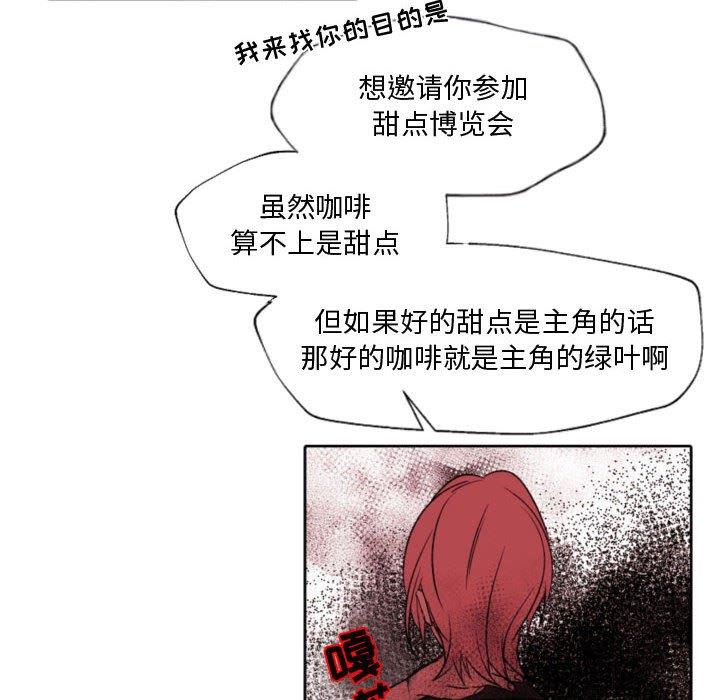 我来找你的目的是
想邀请你参加
甜点博览会
虽然咖啡
算不上是甜点
但如果好的甜点是主角的话
那好的咖啡就是主角的绿叶啊
嘎